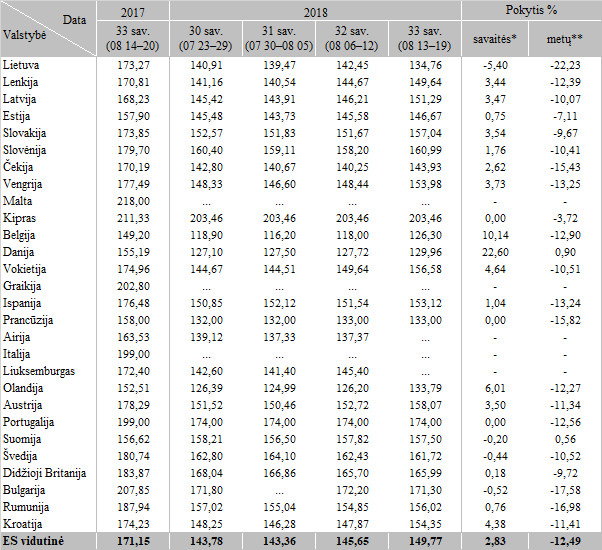 Data 2017 2018 Pokytis %
Valstybė 33 sav. 30 sav. 31 sav. 32 sav. 33 sav. savaitės* metų**
(08 14–20) (07 23–29) (07 30–08 05) (08 06–12) (08 13–19)
Lietuva 173,27 140,91 139,47 142,45 134,76 -5,40 -22,23
Lenkija 170,81 141,16 140,54 144,67 149,64 3,44 -12,39
Latvija 168,23 145,42 143,91 146,21 151,29 3,47 -10,07
Estija 157,90 145,48 143,73 145,58 146,67 0,75 -7,11
Slovakija 173,85 152,57 151,83 151,67 157,04 3,54 -9,67
Slovėnija 179,70 160,40 159,11 158,20 160,99 1,76 -10,41
Čekija 170,19 142,80 140,67 140,25 143,93 2,62 -15,43
Vengrija 177,49 148,33 146,60 148,44 153,98 3,73 -13,25
Malta 218,00 ... ... ... ... - -
Kipras 211,33 203,46 203,46 203,46 203,46 0,00 -3,72
Belgija 149,20 118,90 116,20 118,00 126,30 10,14 -12,90
Danija 155,19 127,10 127,50 127,72 129,96 22,60 0,90
Vokietija 174,96 144,67 144,51 149,64 156,58 4,64 -10,51
Graikija 202,80 ... ... ... ... - -
Ispanija 176,48 150,85 152,12 151,54 153,12 1,04 -13,24
Prancūzija 158,00 132,00 132,00 133,00 133,00 0,00 -15,82
Airija 163,53 139,12 137,33 137,37 ... - -
Italija 199,00 ... ... ... ... - -
Liuksemburgas 172,40 142,60 141,40 145,40 ... - -
Olandija 152,51 126,39 124,99 126,20 133,79 6,01 -12,27
Austrija 178,29 151,52 150,46 152,72 158,07 3,50 -11,34
Portugalija 199,00 174,00 174,00 174,00 174,00 0,00 -12,56
Suomija 156,62 158,21 156,50 157,82 157,50 -0,20 0,56
Švedija 180,74 162,80 164,10 162,43 161,72 -0,44 -10,52
Didžioji Britanija 183,87 168,04 166,86 165,70 165,99 0,18 -9,72
Bulgarija 207,85 171,80 ... 172,20 171,30 -0,52 -17,58
Rumunija 187,94 157,02 155,04 154,85 156,02 0,76 -16,98
Kroatija 174,23 148,25 146,28 147,87 154,35 4,38 -11,41
ES vidutinė 171,15 143,78 143,36 145,65 149,77 2,83 -12,49